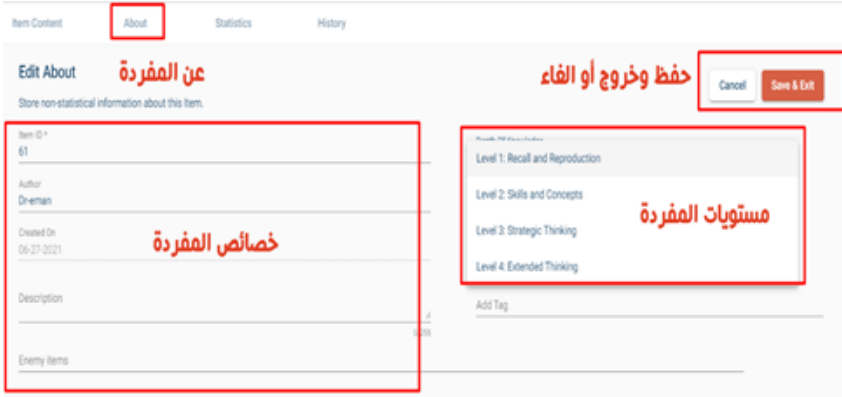 Item Content About Statistics History
Edit About
عن المفردة
حفظ وخروج أو الغاء
Cancel Save & Exit
Store non-statistical information about this Item.
Item ID *
61
Author
Dr-eman
Created On
06-27-2021
خصائص المفردة
Description
Enemy items
Depth Of Knowledge
Level 1: Recall and Reproduction
Level 2: Skills and Concepts
Level 3: Strategic Thinking
Level 4: Extended Thinking
مستويات المفردة
Add Tag